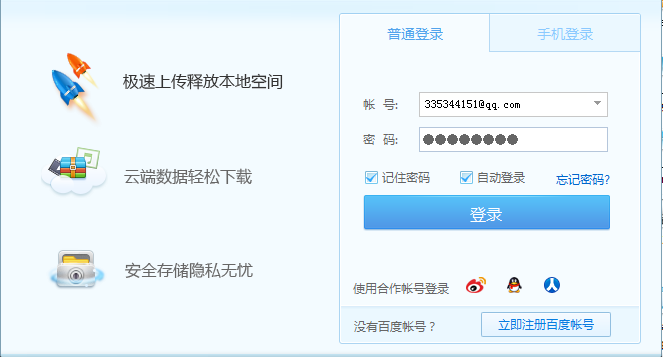 极速上传释放本地空间
云端数据轻松下载
安全存储隐私无忧
普通登录 手机登录
帐 号: 335344151@qq.com
密 码: ●●●●●●●●
记住密码 自动登录 忘记密码?
登录
使用合作帐号登录
没有百度帐号？ 立即注册百度帐号